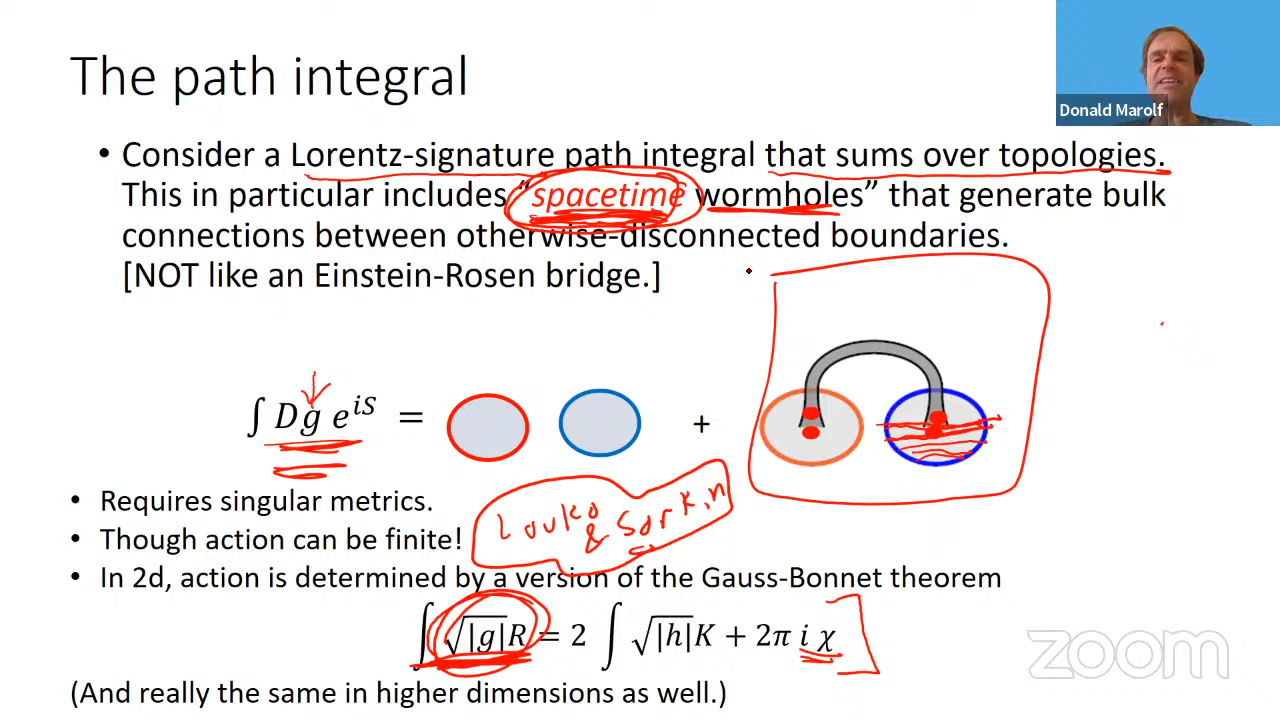 The path integral
Donald Marolf
• Consider a Lorentz-signature path integral that sums over topologies.
This in particular includes “spacetime wormholes” that generate bulk
connections between otherwise-disconnected boundaries.
[NOT like an Einstein-Rosen bridge.]
∫ Dg e^{iS} = +
• Requires singular metrics.
• Though action can be finite!
Louko
& Sorkin
• In 2d, action is determined by a version of the Gauss-Bonnet theorem
∫ √|g|R = 2 ∫ √|h|K + 2π i χ
(And really the same in higher dimensions as well.)
zoom